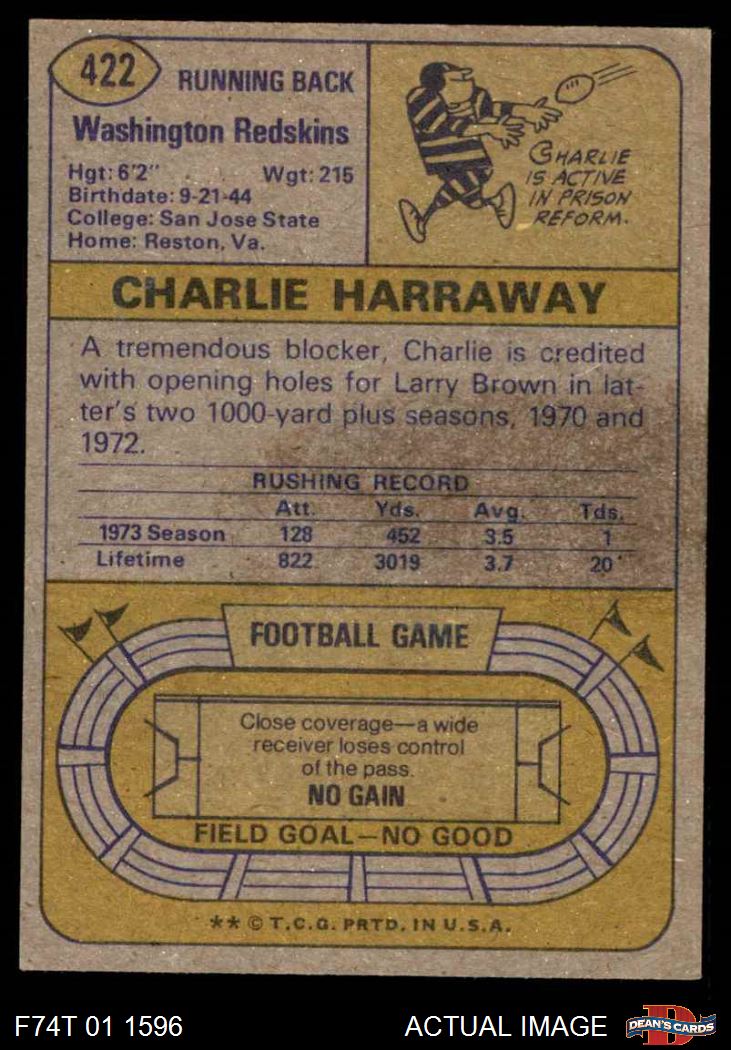 422
RUNNING BACK
Washington Redskins
Hgt: 6'2" Wgt: 215
Birthdate: 9-21-44
College: San Jose State
Home: Reston, Va.
CHARLIE
IS ACTIVE
IN PRISON
REFORM.
CHARLIE HARRAWAY
A tremendous blocker, Charlie is credited
with opening holes for Larry Brown in lat-
ter's two 1000-yard plus seasons, 1970 and
1972.
RUSHING RECORD
Att. Yds. Avg. Tds.
1973 Season 128 452 3.5 1
Lifetime 822 3019 3.7 20
FOOTBALL GAME
Close coverage—a wide
receiver loses control
of the pass.
NO GAIN
FIELD GOAL—NO GOOD
** © T.C.G. PRTD. IN U.S.A.
F74T 01 1596 ACTUAL IMAGE
DEAN'S CARDS